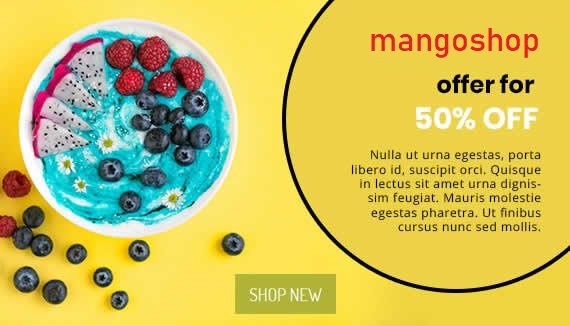 mangoshop
offer for
50% OFF
Nulla ut urna egestas, porta
libero id, suscipit orci. Quisque
in lectus sit amet urna dignis-
sim feugiat. Mauris molestie
egestas pharetra. Ut finibus
cursus nunc sed mollis.
SHOP NEW